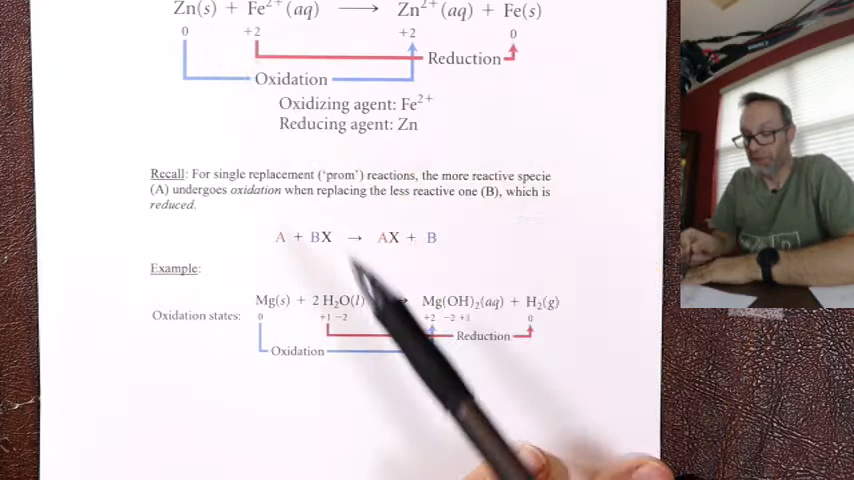 Zn(s) + Fe²⁺(aq) ⟶ Zn²⁺(aq) + Fe(s)
0 +2 +2 0
Reduction
Oxidation
Oxidizing agent: Fe²⁺
Reducing agent: Zn
Recall: For single replacement (‘prom’) reactions, the more reactive specie
(A) undergoes oxidation when replacing the less reactive one (B), which is
reduced.
A + BX → AX + B
Example:
Mg(s) + 2 H₂O(l) → Mg(OH)₂(aq) + H₂(g)
Oxidation states: 0 +1 −2 +2 −2 +1 0
Reduction
Oxidation